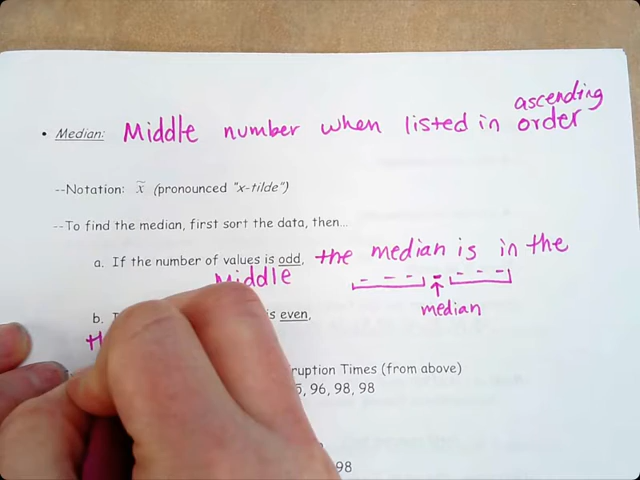 ascending
• Median: Middle number when listed in order
--Notation: x̃ (pronounced "x-tilde")
--To find the median, first sort the data, then...
a. If the number of values is odd, the median is in the
Middle
median
b. is even,
Times (from above)
96, 98, 98
98